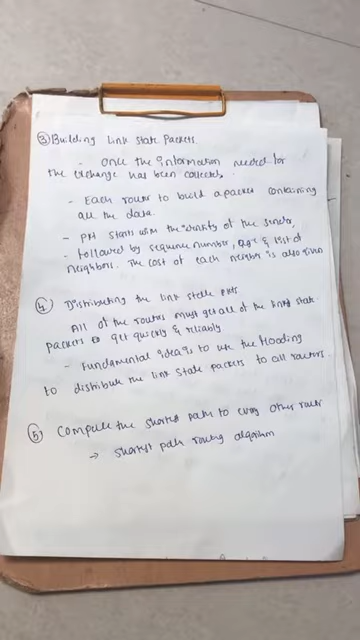 ③ Building Link State Packets.
- Once the information needed for
the exchange has been collected.
- Each router to build a packet containing
all the data.
- Pkt starts with the identity of the sender,
- followed by sequence number, Age & list of
neighbors. The cost of each neighbor is also given
④ Distributing the link state Pkts
All of the routers must get all of the link state
packets to get quickly & reliably
- Fundamental idea is to use the flooding
to distribute the link state packets to all routers.
⑤ Compute the shortest path to every other router
→ shortest path routing algorithm